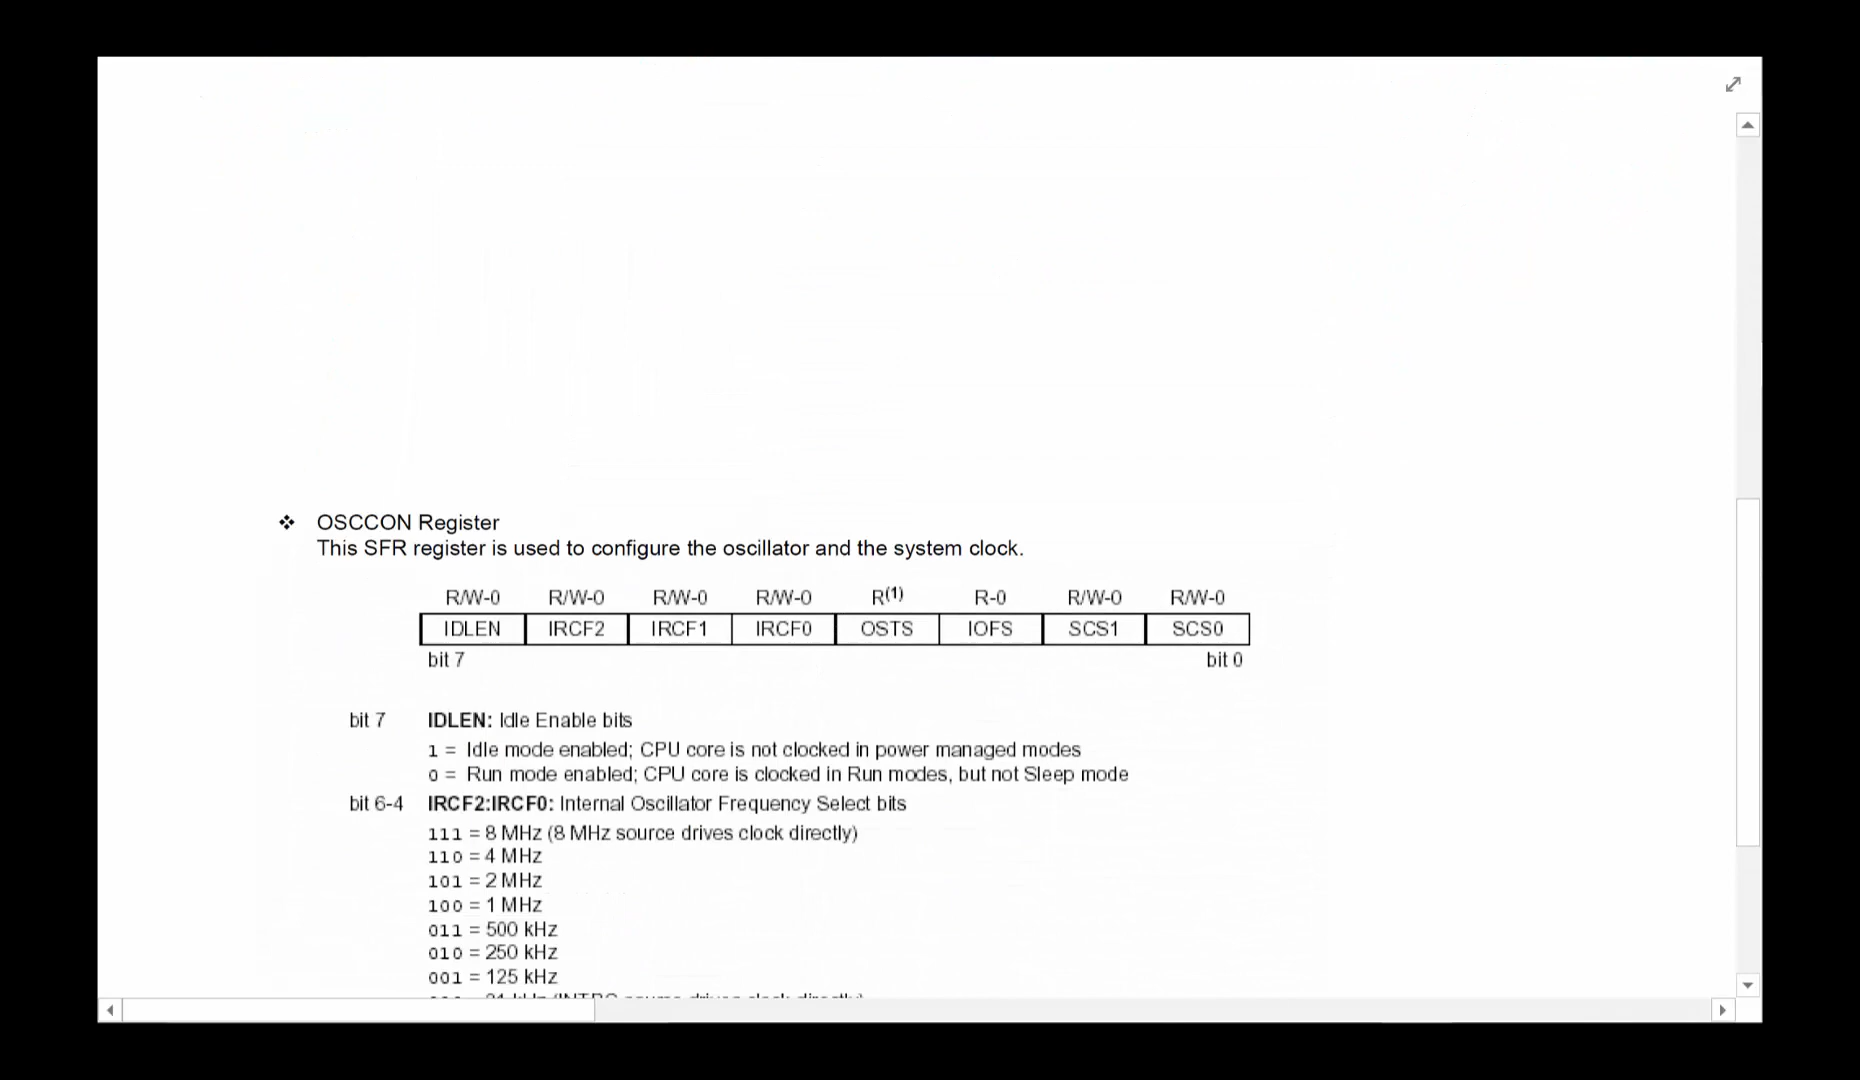 ❖ OSCCON Register
This SFR register is used to configure the oscillator and the system clock.
R/W-0 R/W-0 R/W-0 R/W-0 R(1) R-0 R/W-0 R/W-0
IDLEN IRCF2 IRCF1 IRCF0 OSTS IOFS SCS1 SCS0
bit 7 bit 0
bit 7 IDLEN: Idle Enable bits
1 = Idle mode enabled; CPU core is not clocked in power managed modes
0 = Run mode enabled; CPU core is clocked in Run modes, but not Sleep mode
bit 6-4 IRCF2:IRCF0: Internal Oscillator Frequency Select bits
111 = 8 MHz (8 MHz source drives clock directly)
110 = 4 MHz
101 = 2 MHz
100 = 1 MHz
011 = 500 kHz
010 = 250 kHz
001 = 125 kHz